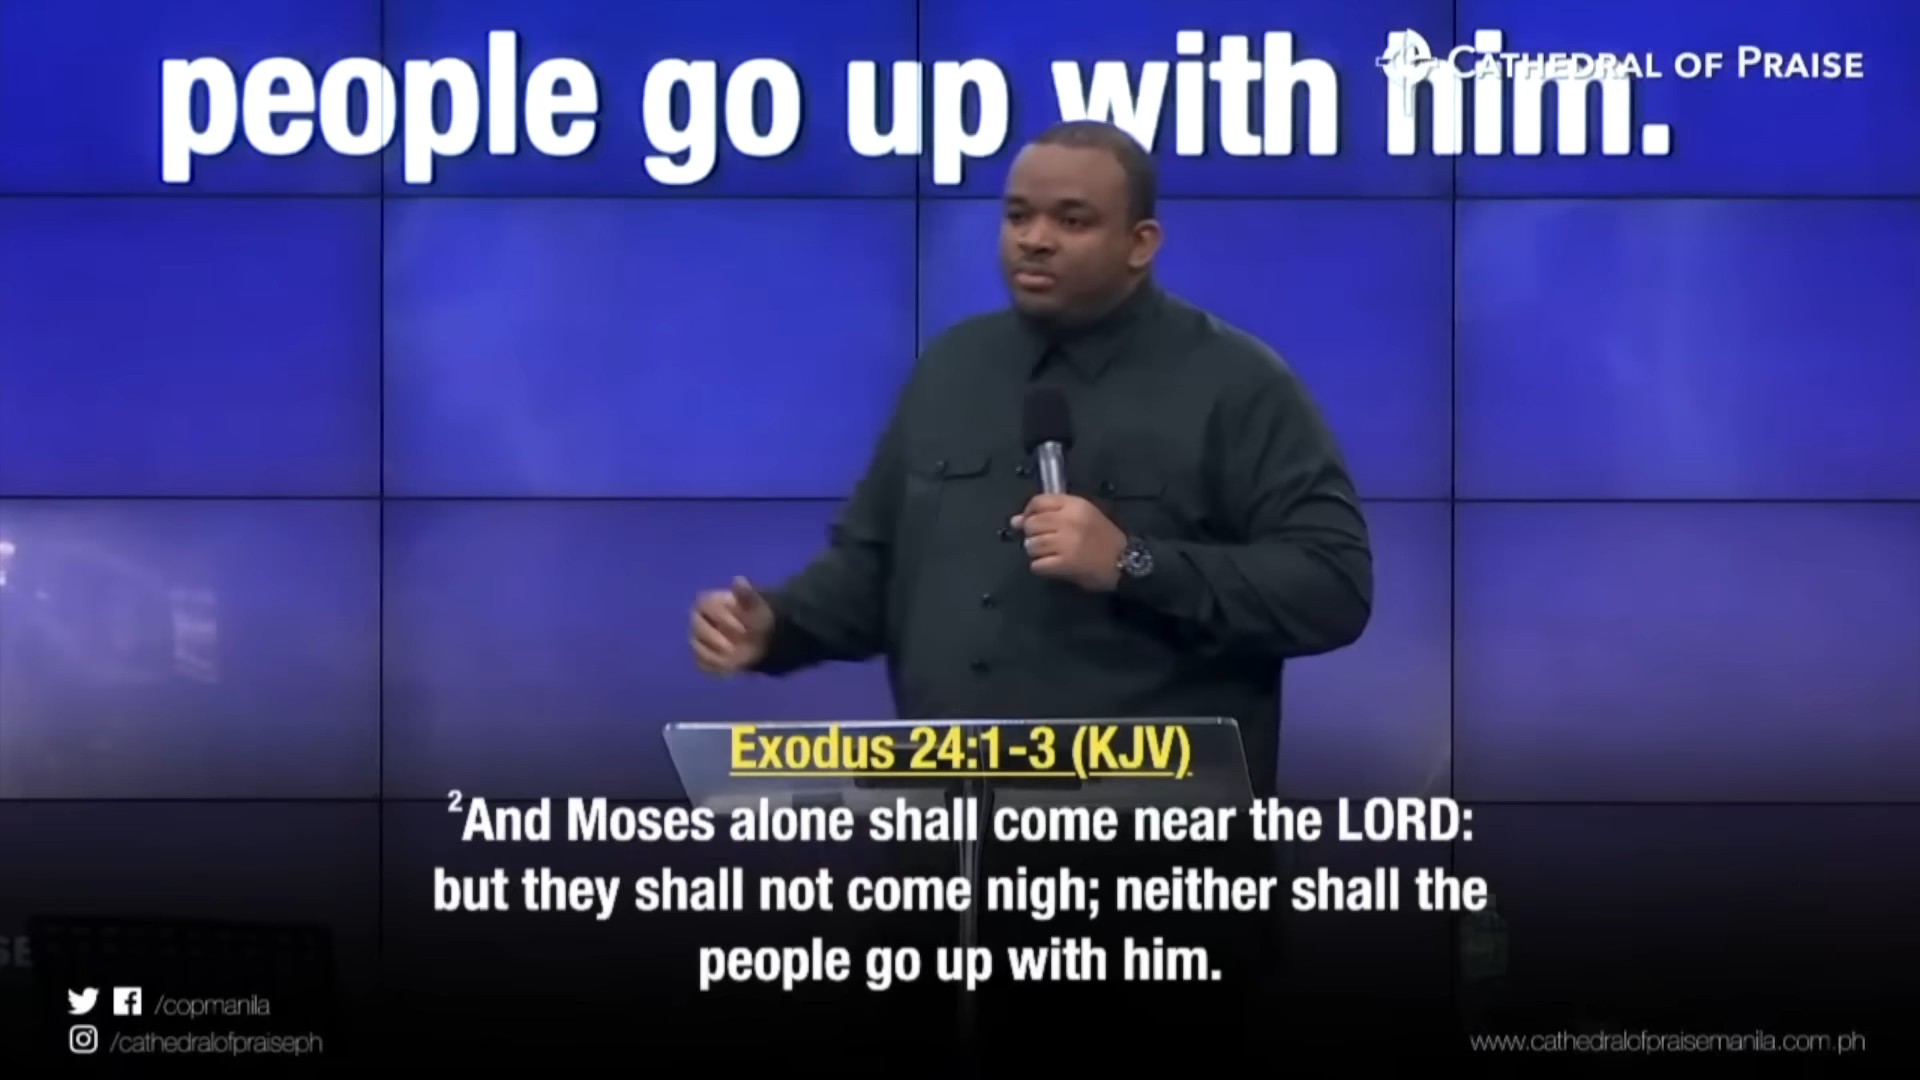 people go up with him.
CATHEDRAL OF PRAISE
Exodus 24:1-3 (KJV)
²And Moses alone shall come near the LORD:
but they shall not come nigh; neither shall the
people go up with him.
SE
/copmanila
/cathedralofpraiseph
www.cathedralofpraisemanila.com.ph